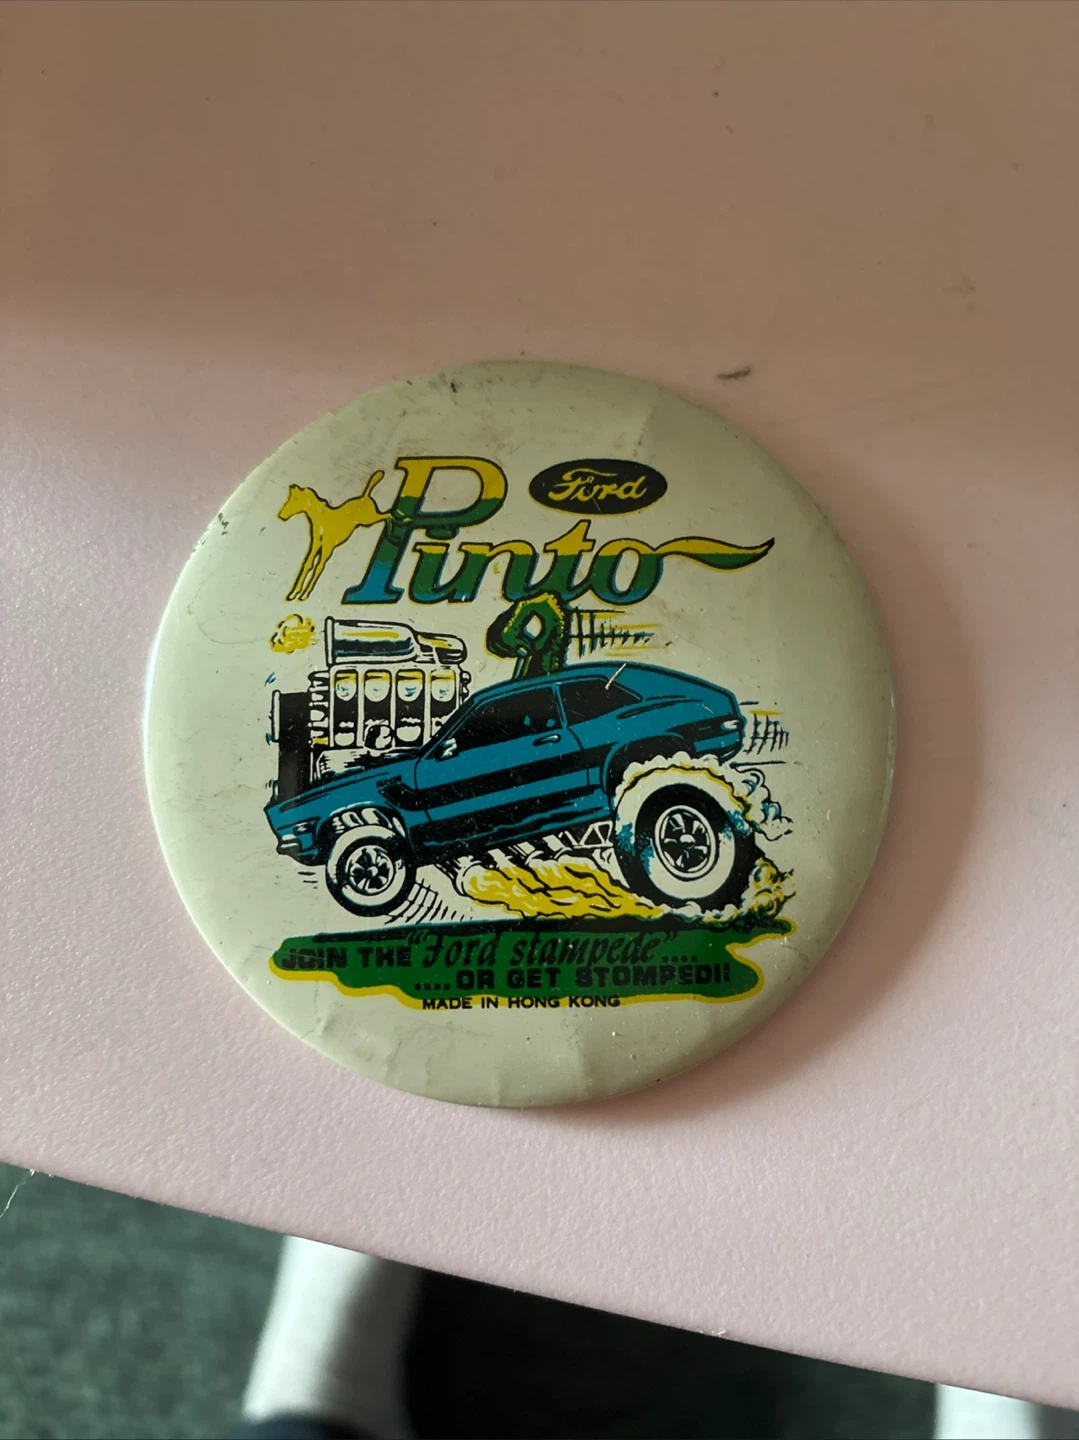 Ford
Pinto
JOIN THE "Ford stampede"....
....OR GET STOMPED!!
MADE IN HONG KONG